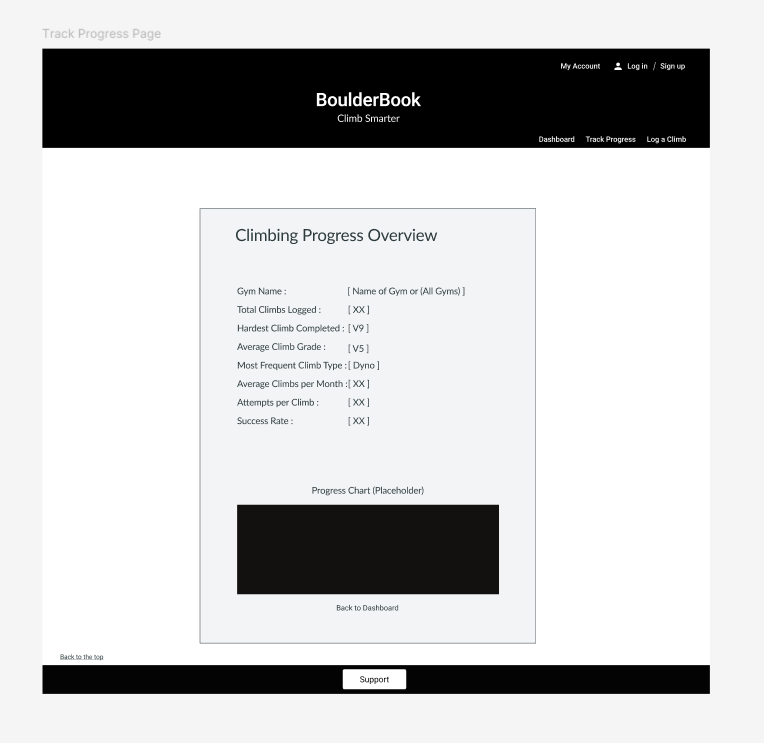 Track Progress Page
My Account Log in / Sign up
BoulderBook
Climb Smarter
Dashboard Track Progress Log a Climb
Climbing Progress Overview
Gym Name : [ Name of Gym or (All Gyms) ]
Total Climbs Logged : [ XX ]
Hardest Climb Completed : [ V9 ]
Average Climb Grade : [ V5 ]
Most Frequent Climb Type : [ Dyno ]
Average Climbs per Month : [ XX ]
Attempts per Climb : [ XX ]
Success Rate : [ XX ]
Progress Chart (Placeholder)
Back to Dashboard
Back to the top
Support